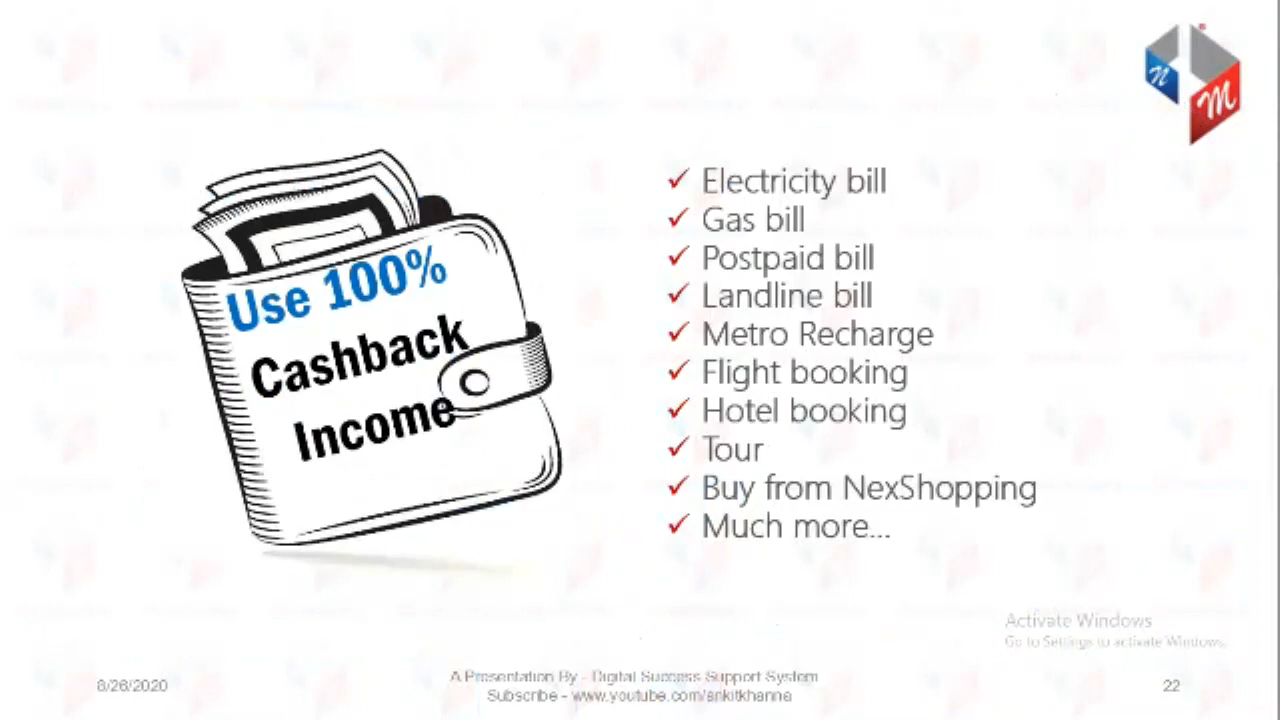 n
m
Use 100%
Cashback
Income
Electricity bill
Gas bill
Postpaid bill
Landline bill
Metro Recharge
Flight booking
Hotel booking
Tour
Buy from NexShopping
Much more...
Activate Windows
Go to Settings to activate Windows.
8/26/2020
A Presentation By - Digital Success Support System
Subscribe - www.youtube.com/ankitkhanna
22